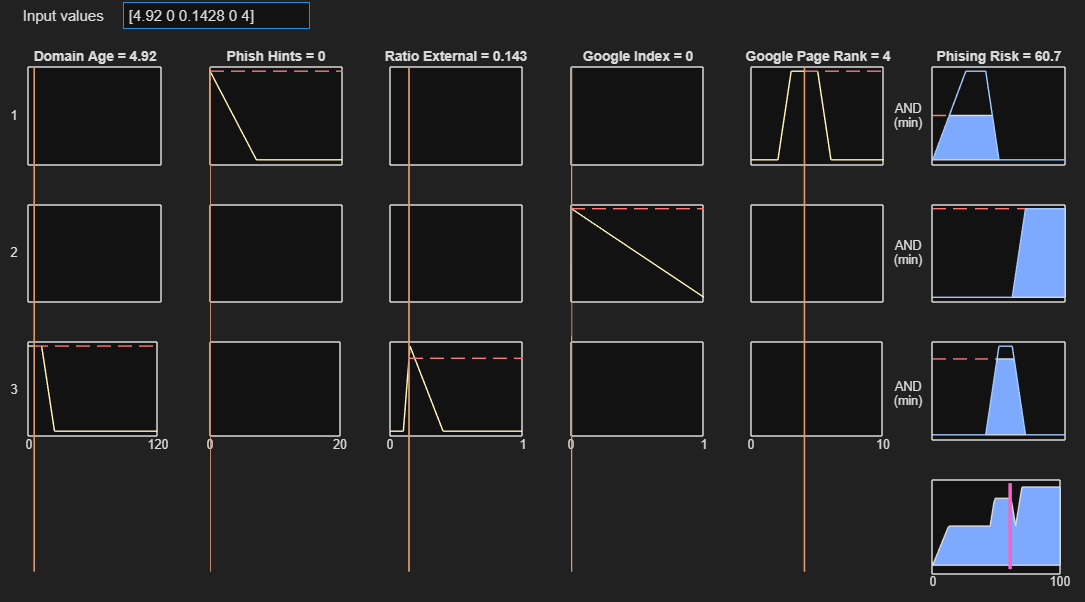 Input values [4.92 0 0.1428 0 4]
Domain Age = 4.92 Phish Hints = 0 Ratio External = 0.143 Google Index = 0 Google Page Rank = 4 Phising Risk = 60.7
1 AND
(min)
2 AND
(min)
3 AND
(min)
0 120 0 20 0 1 0 1 0 10
0 100